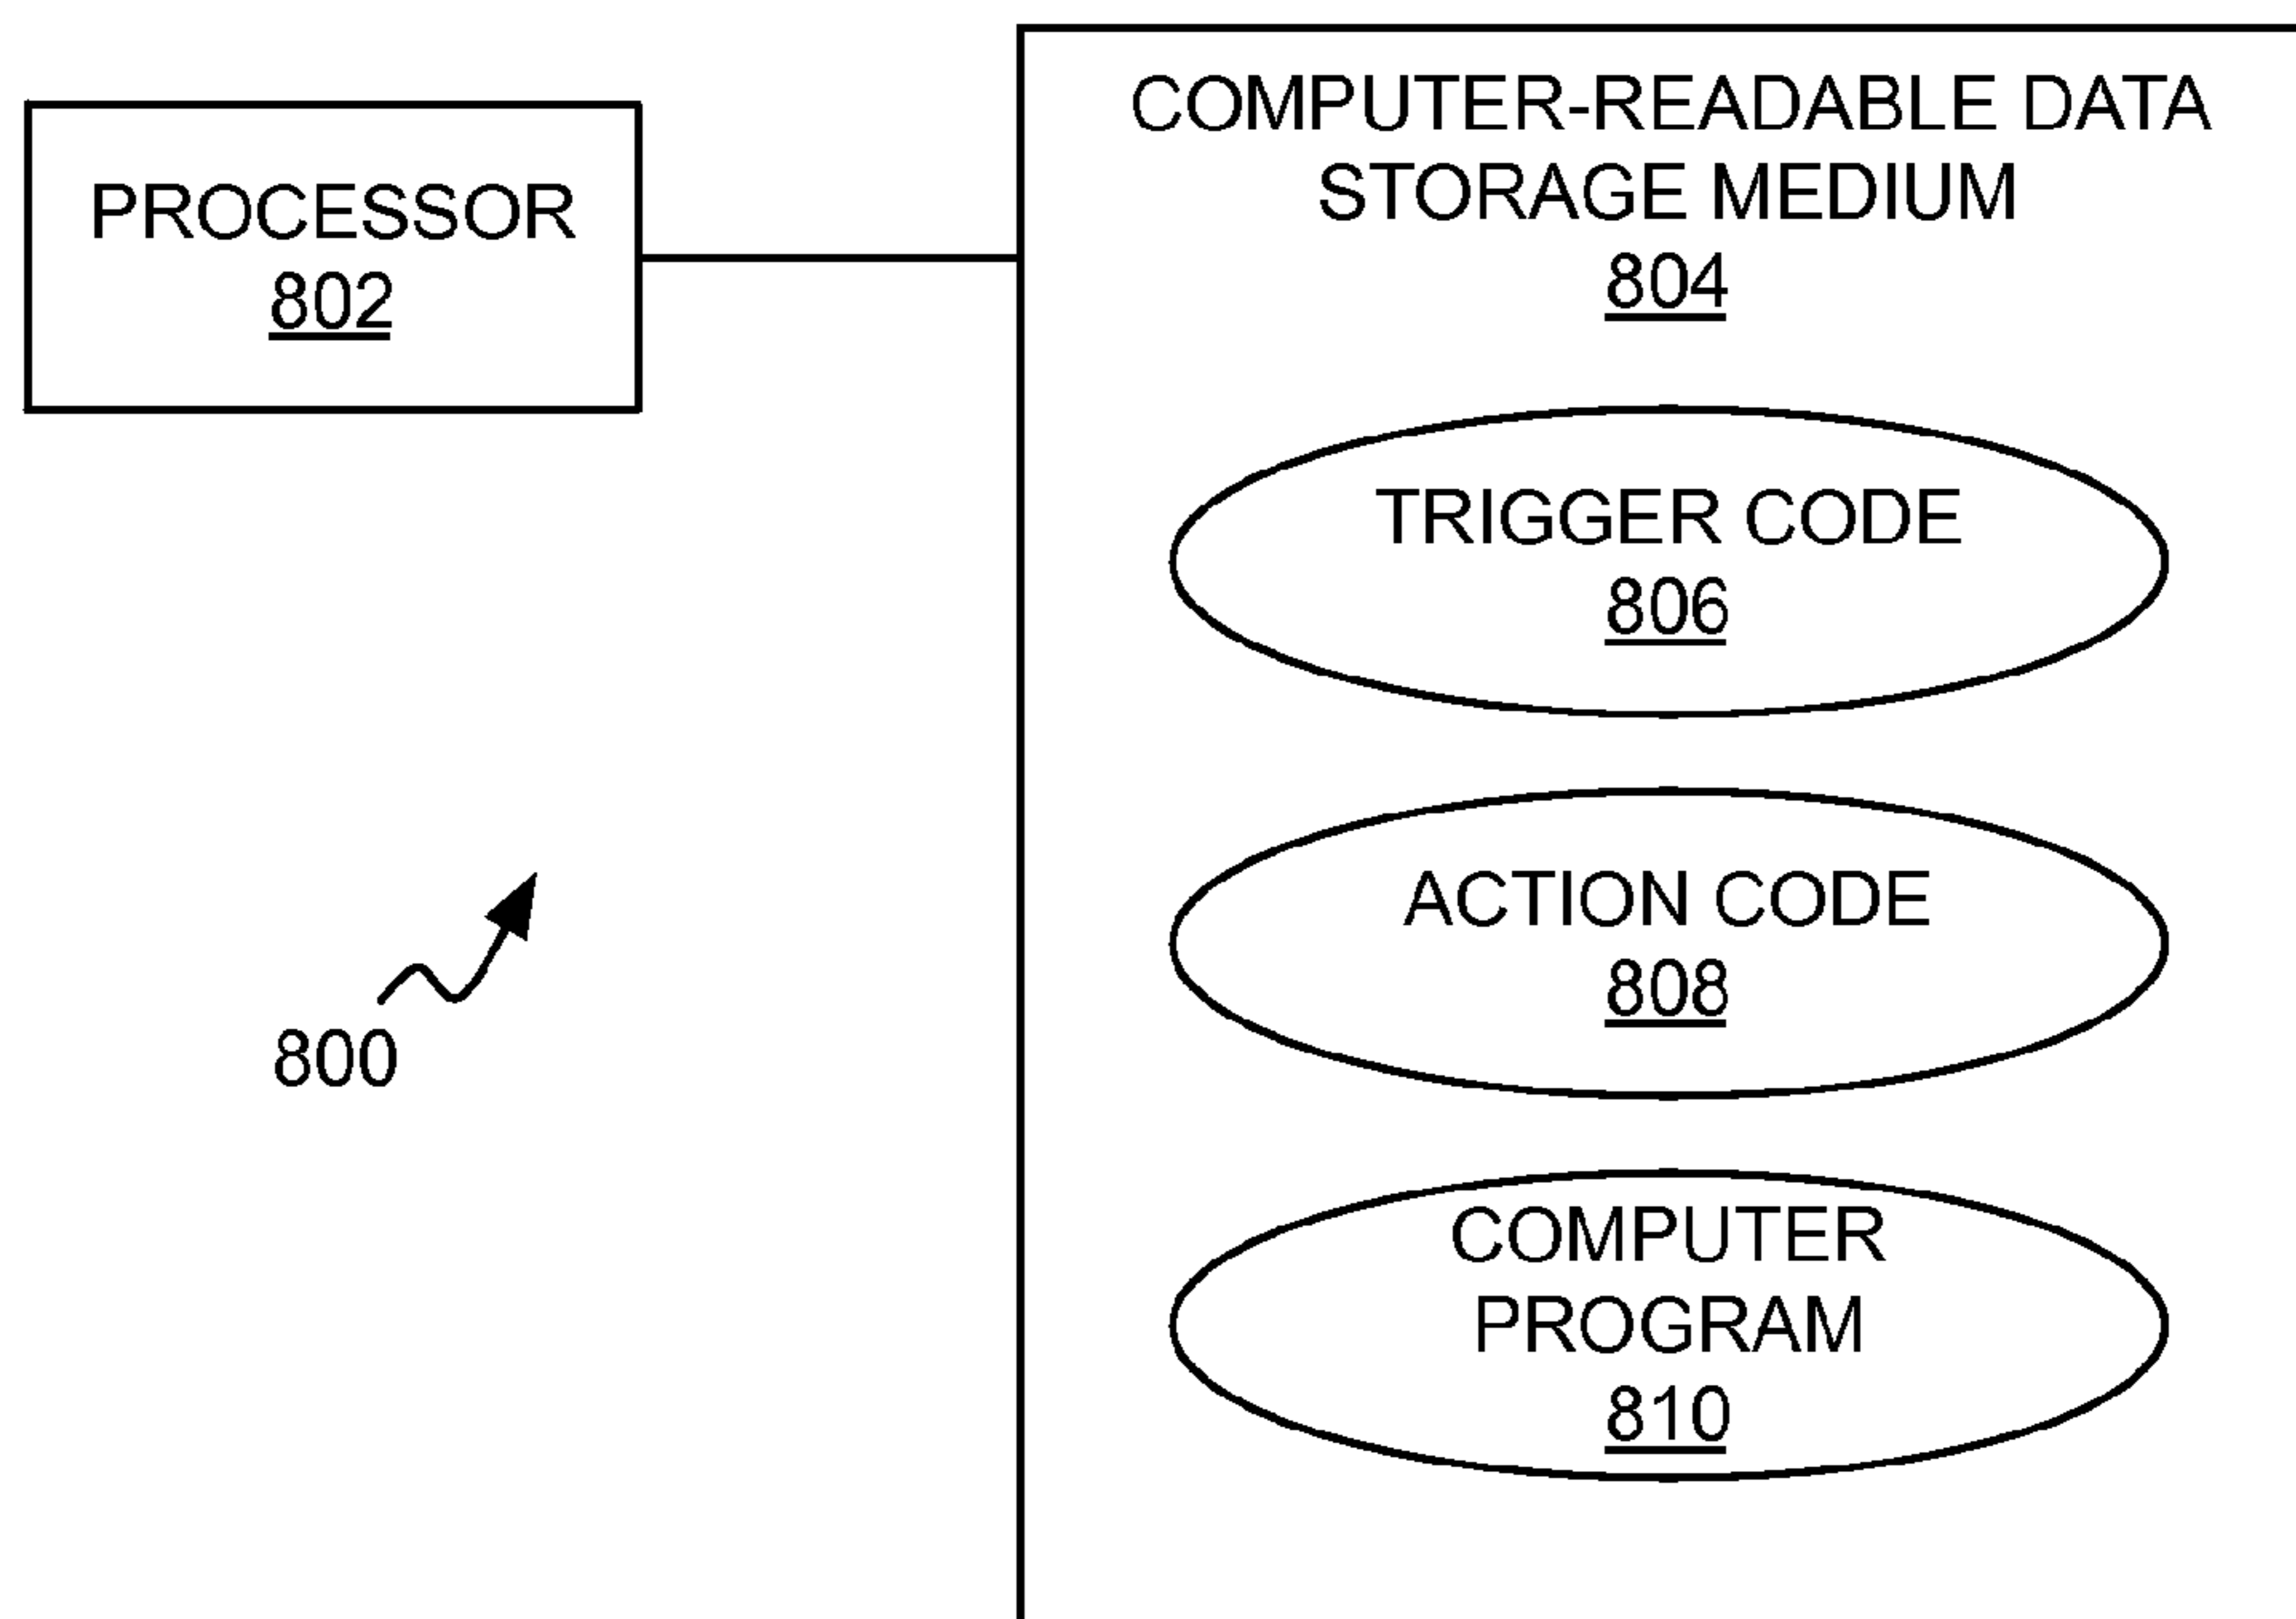 PROCESSOR
802
COMPUTER-READABLE DATA
STORAGE MEDIUM
804
TRIGGER CODE
806
ACTION CODE
808
800
COMPUTER
PROGRAM
810